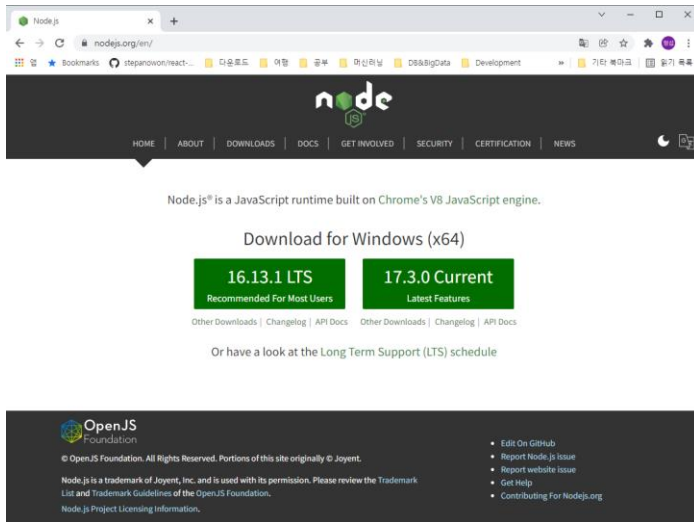 Node.js
nodejs.org/en/
앱 Bookmarks stepanowon/react-... 다운로드 여행 공부 머신러닝 DB&BigData Development » 기타 북마크 읽기 목록
node
JS
HOME | ABOUT | DOWNLOADS | DOCS | GET INVOLVED | SECURITY | CERTIFICATION | NEWS
Node.js® is a JavaScript runtime built on Chrome's V8 JavaScript engine.
Download for Windows (x64)
16.13.1 LTS 17.3.0 Current
Recommended For Most Users Latest Features
Other Downloads | Changelog | API Docs Other Downloads | Changelog | API Docs
Or have a look at the Long Term Support (LTS) schedule
OpenJS
Foundation
© OpenJS Foundation. All Rights Reserved. Portions of this site originally © Joyent.
Node.js is a trademark of Joyent, Inc. and is used with its permission. Please review the Trademark
List and Trademark Guidelines of the OpenJS Foundation.
Node.js Project Licensing Information.
Edit On GitHub
Report Node.js issue
Report website issue
Get Help
Contributing For Nodejs.org